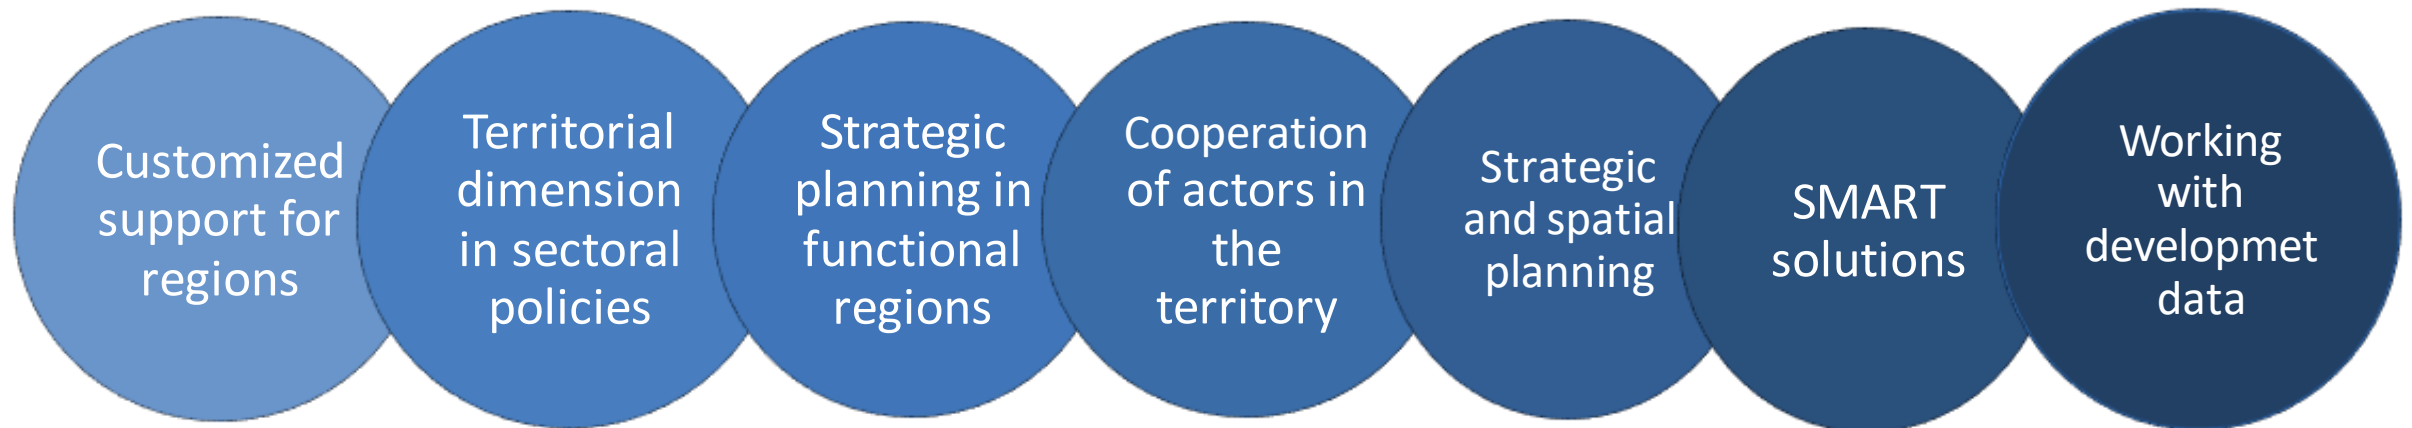 Customized
support for
regions
Territorial
dimension
in sectoral
policies
Strategic
planning in
functional
regions
Cooperation
of actors in
the
territory
Strategic
and spatial
planning
SMART
solutions
Working
with
developmet
data